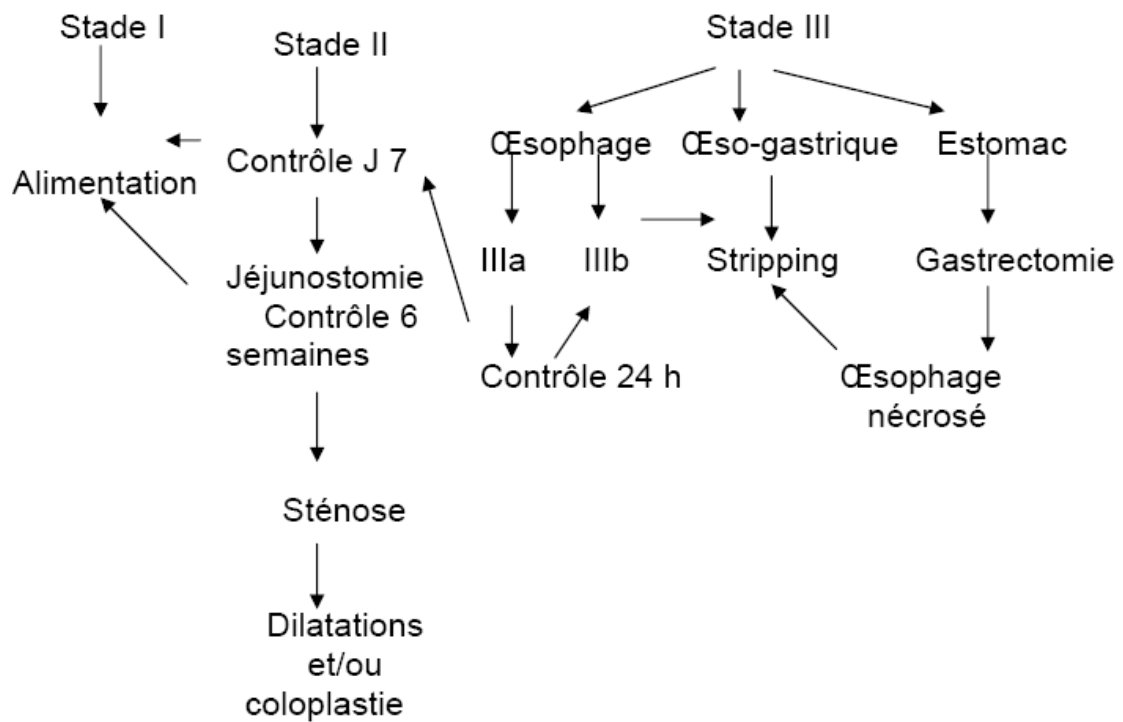 Stade I
Stade II
Stade III
Œsophage
Œso-gastrique
Estomac
Contrôle J 7
Alimentation
IIIa
IIIb
Stripping
Gastrectomie
Jéjunostomie
Contrôle 6
semaines
Contrôle 24 h
Œsophage
nécrosé
Sténose
Dilatations
et/ou
coloplastie